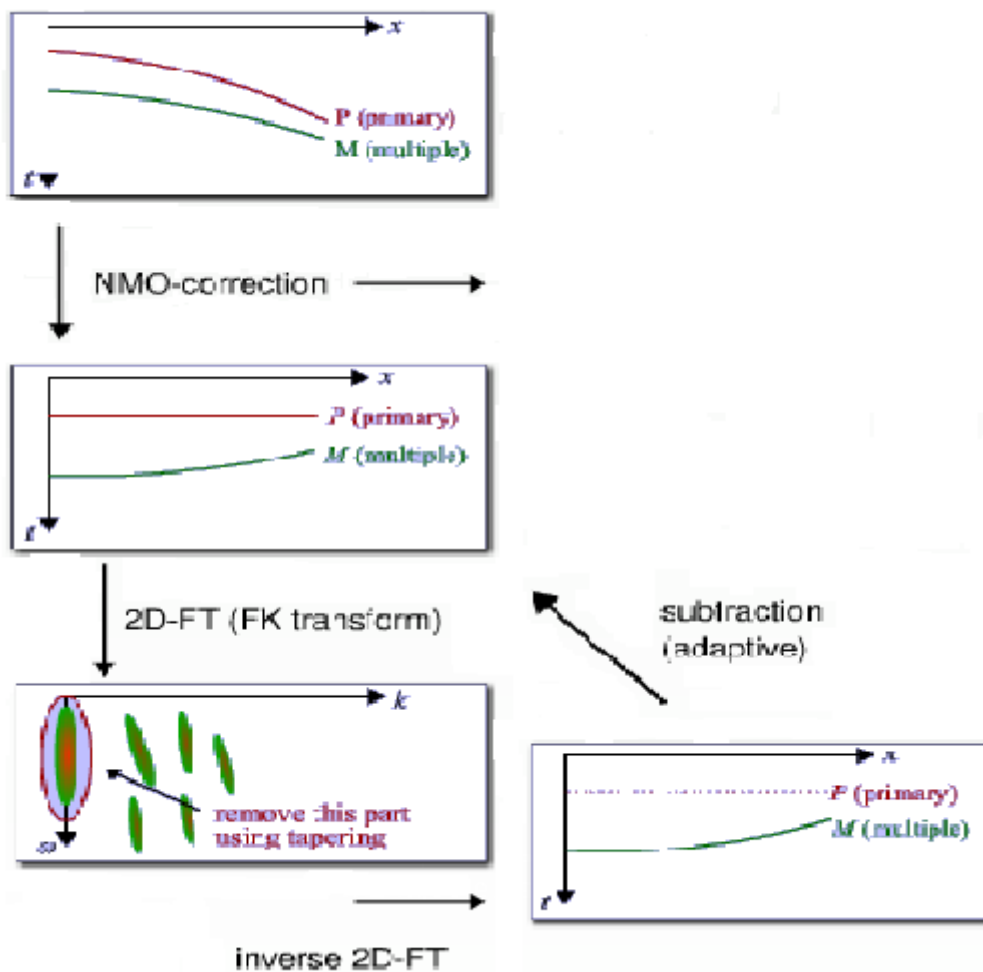 x
P (primary)
M (multiple)
t
NMO-correction
x
P (primary)
M (multiple)
t
2D-FT (FK transform)
subtraction
(adaptive)
k
remove this part
using tapering
ω
x
P (primary)
M (multiple)
t
inverse 2D-FT